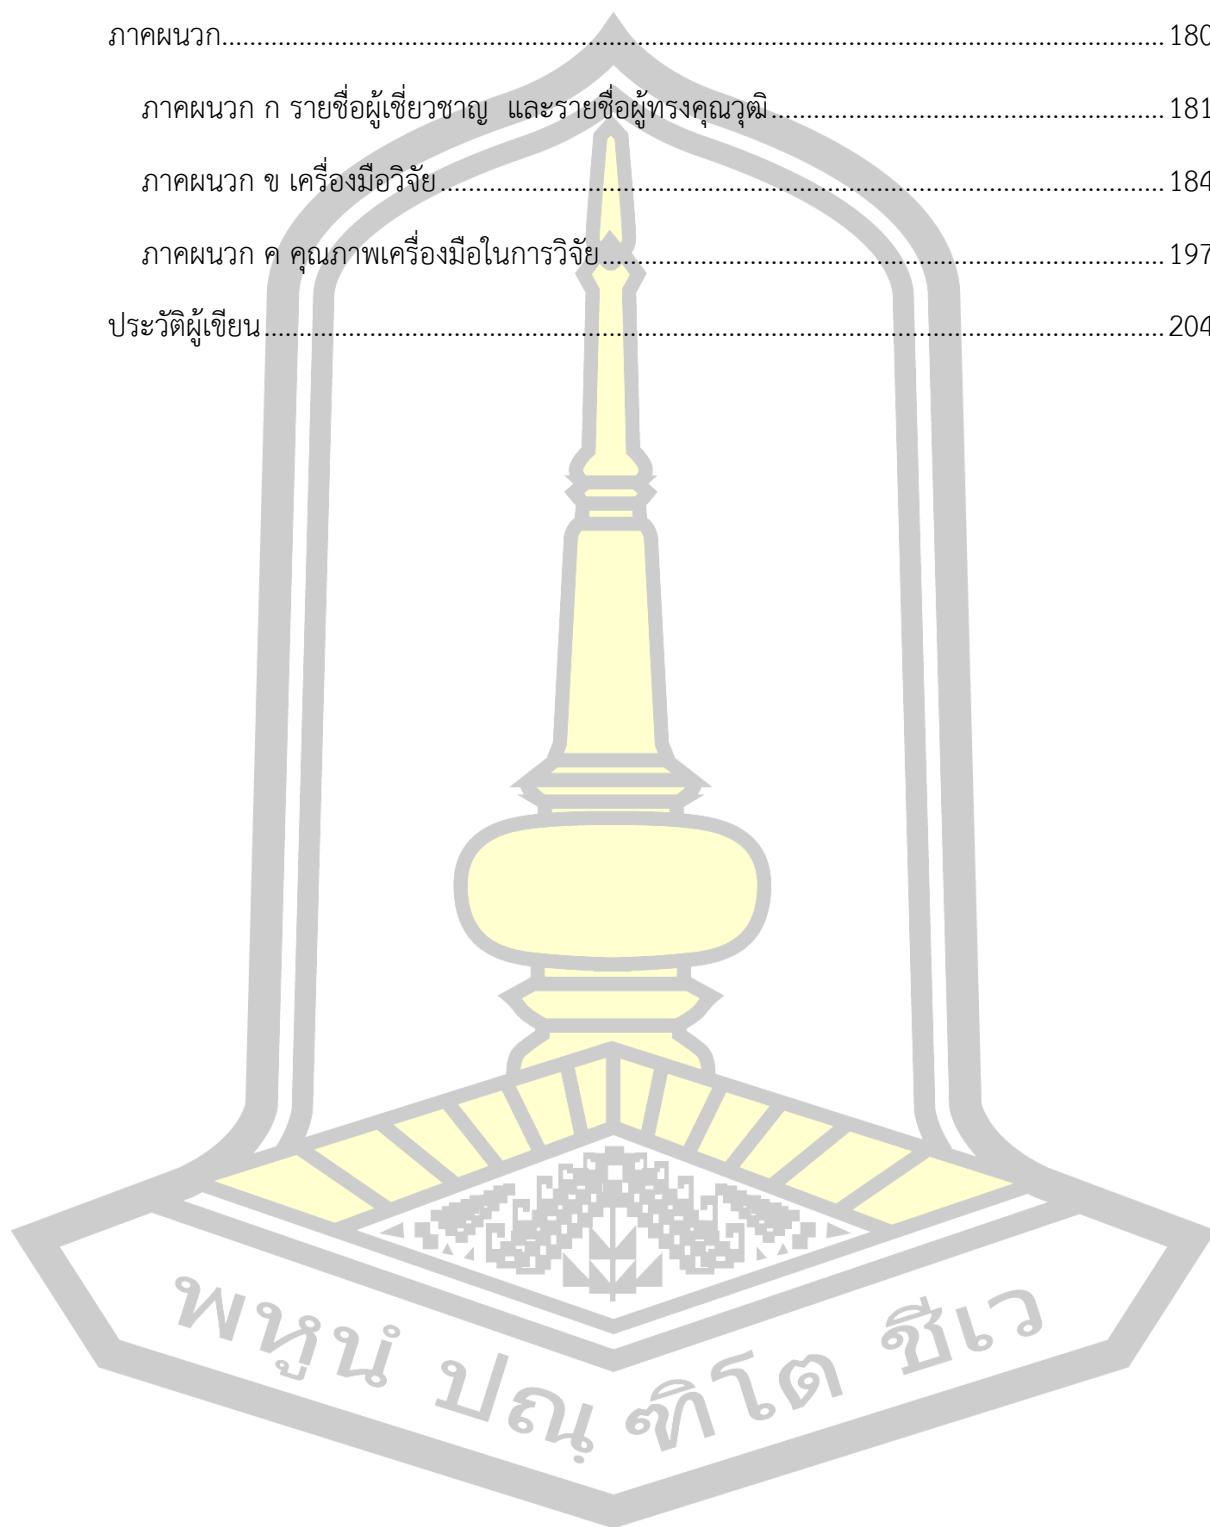 ภาคผนวก.......................................................................................................................... 180
ภาคผนวก ก รายชื่อผู้เชี่ยวชาญ และรายชื่อผู้ทรงคุณวุฒิ................................................... 181
ภาคผนวก ข เครื่องมือวิจัย.............................................................................................. 184
ภาคผนวก ค คุณภาพเครื่องมือในการวิจัย......................................................................... 197
ประวัติผู้เขียน..................................................................................................................... 204
พหูนํ ปณฺฑิโต ชีเว